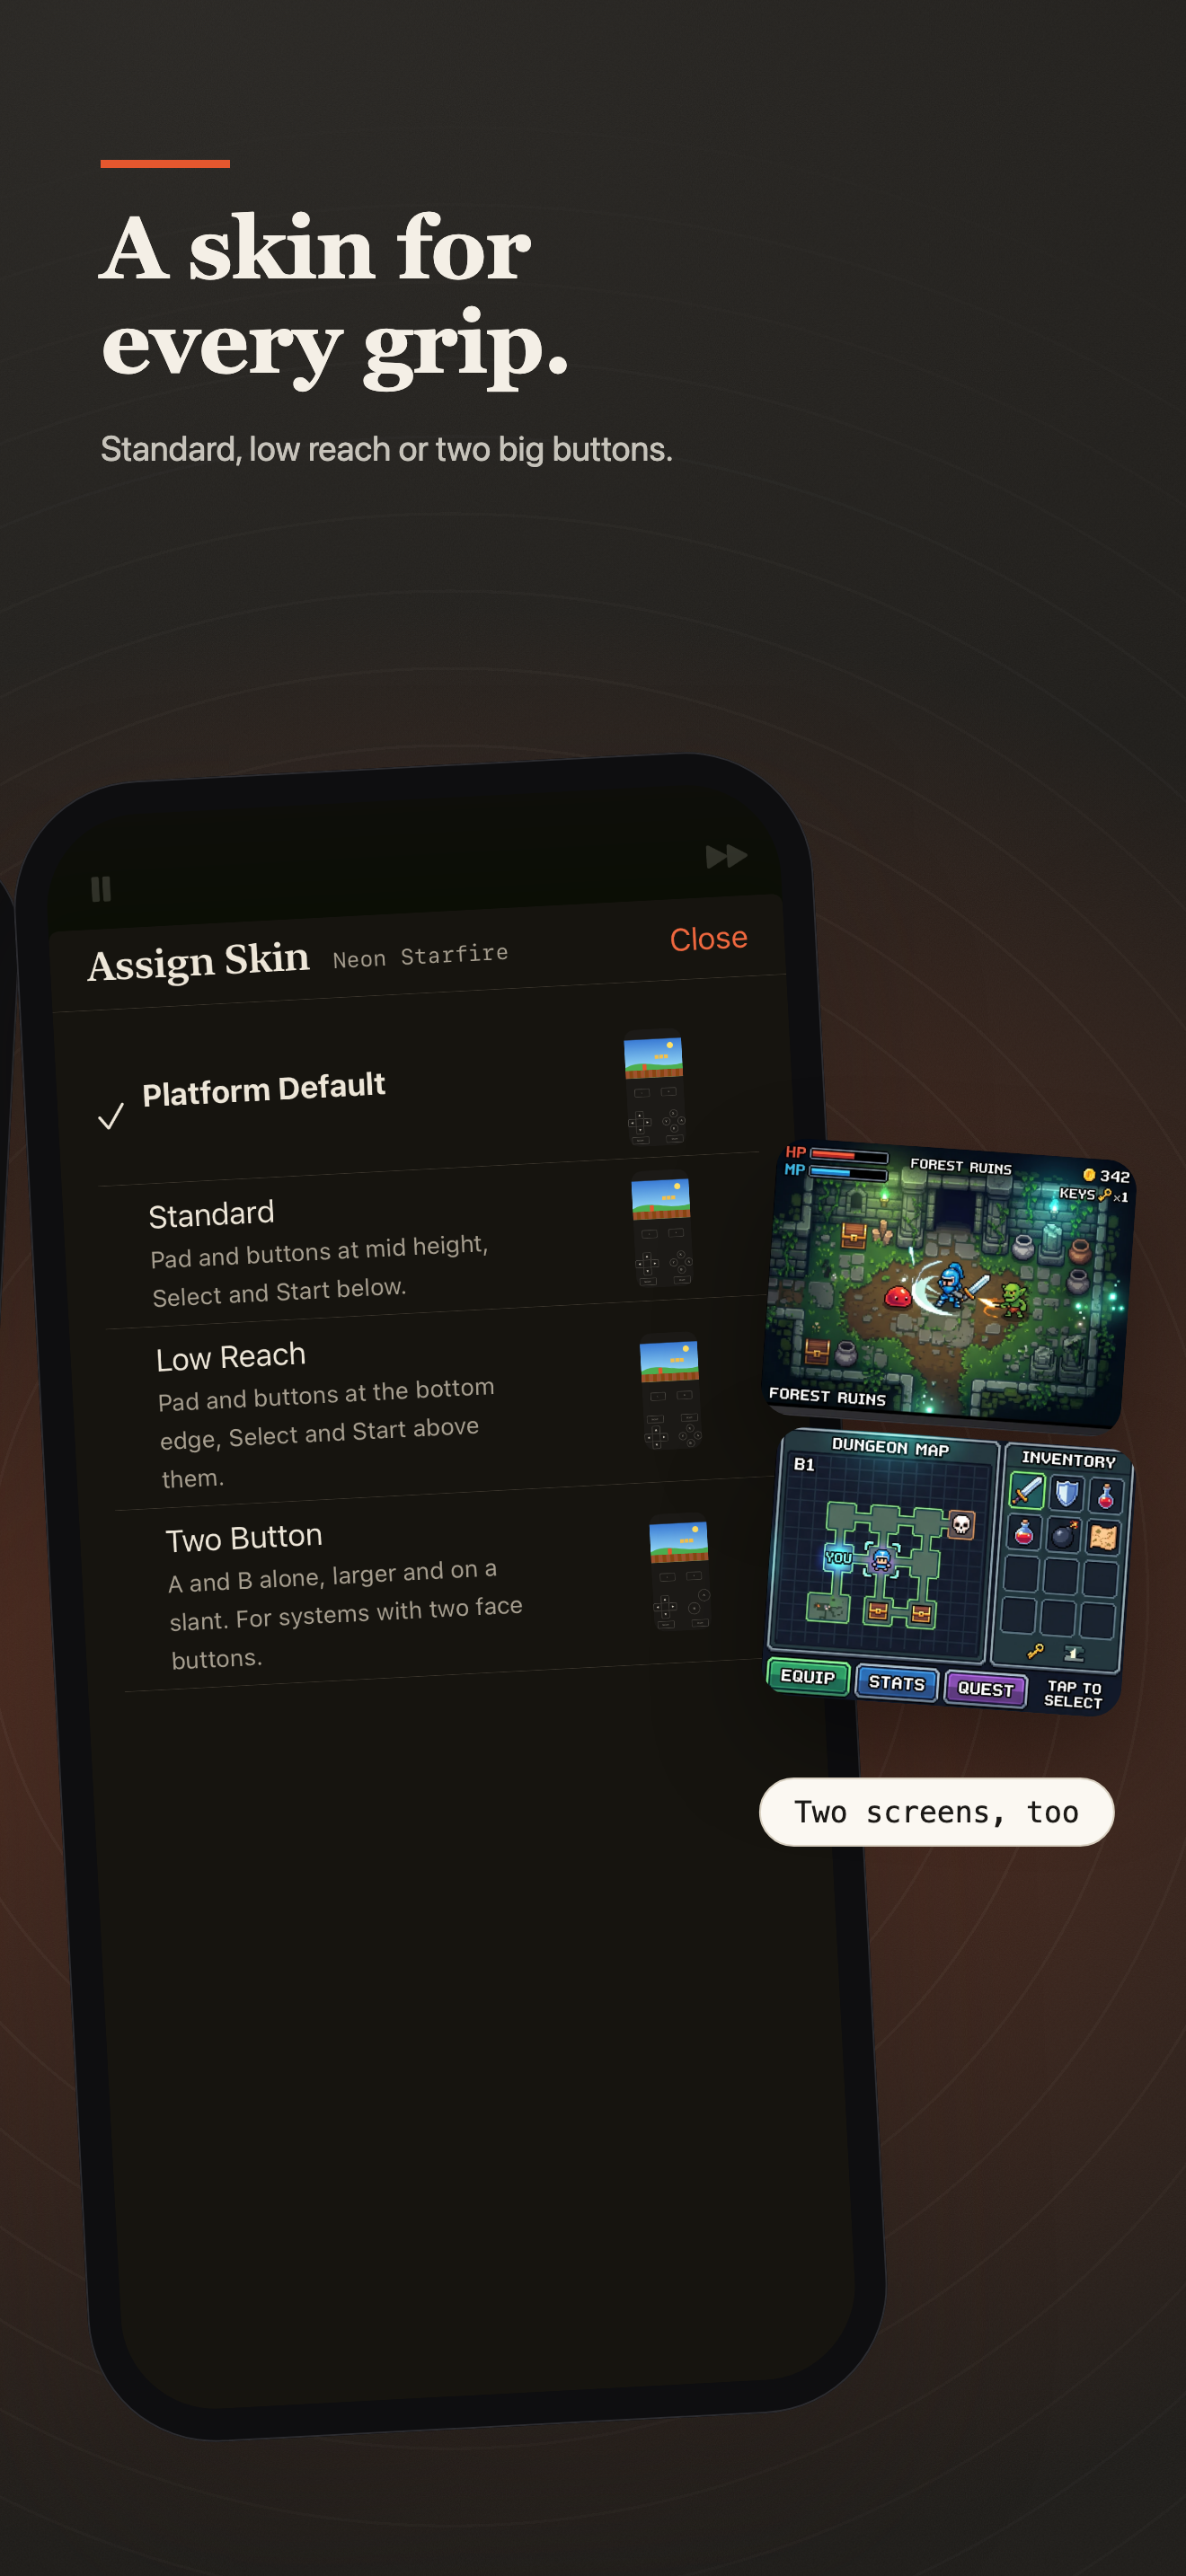 A skin for
every grip.
Standard, low reach or two big buttons.
Assign Skin Neon Starfire Close
Platform Default
Standard
Pad and buttons at mid height,
Select and Start below.
Low Reach
Pad and buttons at the bottom
edge, Select and Start above
them.
Two Button
A and B alone, larger and on a
slant. For systems with two face
buttons.
HP
MP
FOREST RUINS
342
KEYS x1
FOREST RUINS
DUNGEON MAP
B1
YOU
INVENTORY
EQUIP STATS QUEST TAP TO
SELECT
Two screens, too